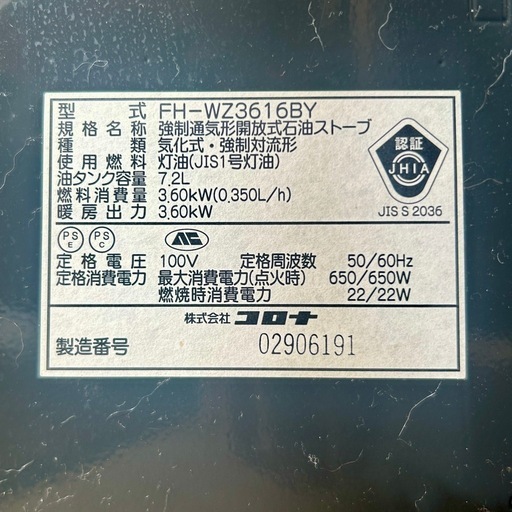 型式 FH-WZ3616BY
規格名称 強制通気形開放式石油ストーブ
種類 気化式・強制対流形
使用燃料 灯油(JIS1号灯油)
油タンク容量 7.2L
燃料消費量 3.60kW(0.350L/h)
暖房出力 3.60kW
認証
JHIA
JIS S 2036
PS E
PS C
定格電圧 100V 定格周波数 50/60Hz
定格消費電力 最大消費電力(点火時) 650/650W
燃焼時消費電力 22/22W
株式会社 コロナ
製造番号 02906191